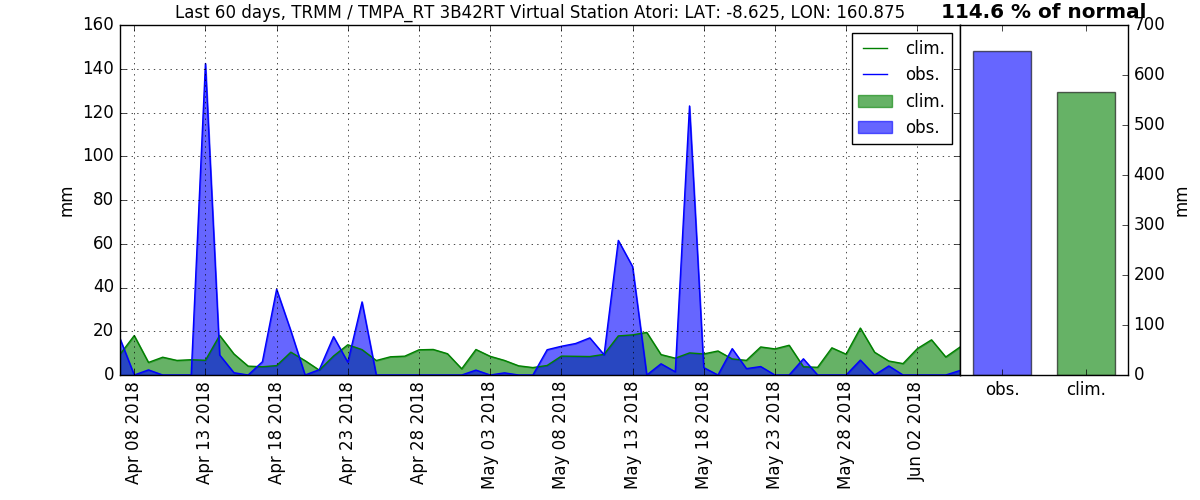 Last 60 days, TRMM / TMPA_RT 3B42RT Virtual Station Atori: LAT: -8.625, LON: 160.875
114.6 % of normal
160
140
120
100
80
60
40
20
0
mm
clim.
obs.
clim.
obs.
700
600
500
400
300
200
100
0
mm
obs.
clim.
Apr 08 2018
Apr 13 2018
Apr 18 2018
Apr 23 2018
Apr 28 2018
May 03 2018
May 08 2018
May 13 2018
May 18 2018
May 23 2018
May 28 2018
Jun 02 2018